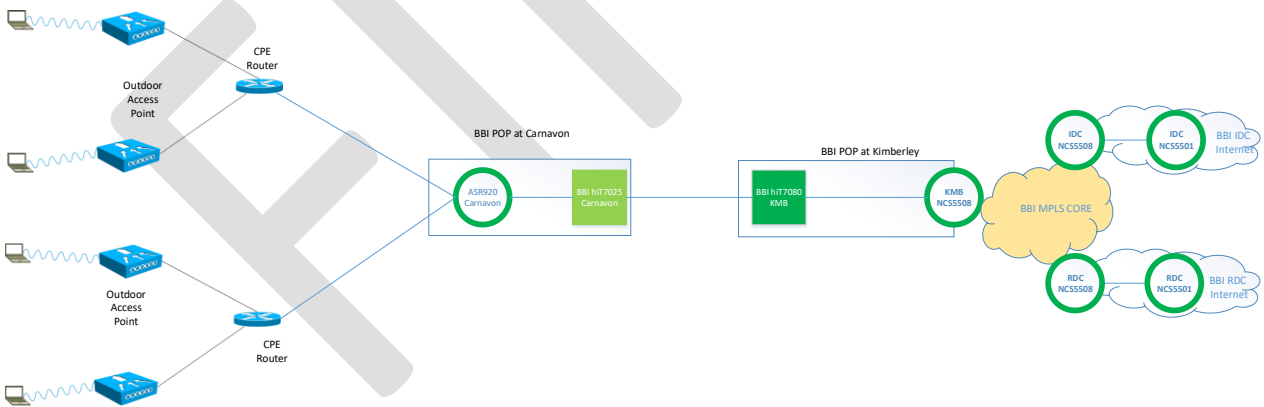 CPE
Router
Outdoor
Access
Point
BBI POP at Carnavon
ASR920
Carnavon
BBI hiT7025
Carnavon
BBI POP at Kimberley
BBI hiT7080
KMB
KMB
NCS5508
BBI MPLS CORE
IDC
NCS5508
IDC
NCS5501
BBI IDC
Internet
RDC
NCS5508
RDC
NCS5501
BBI RDC
Internet
Outdoor
Access
Point
CPE
Router